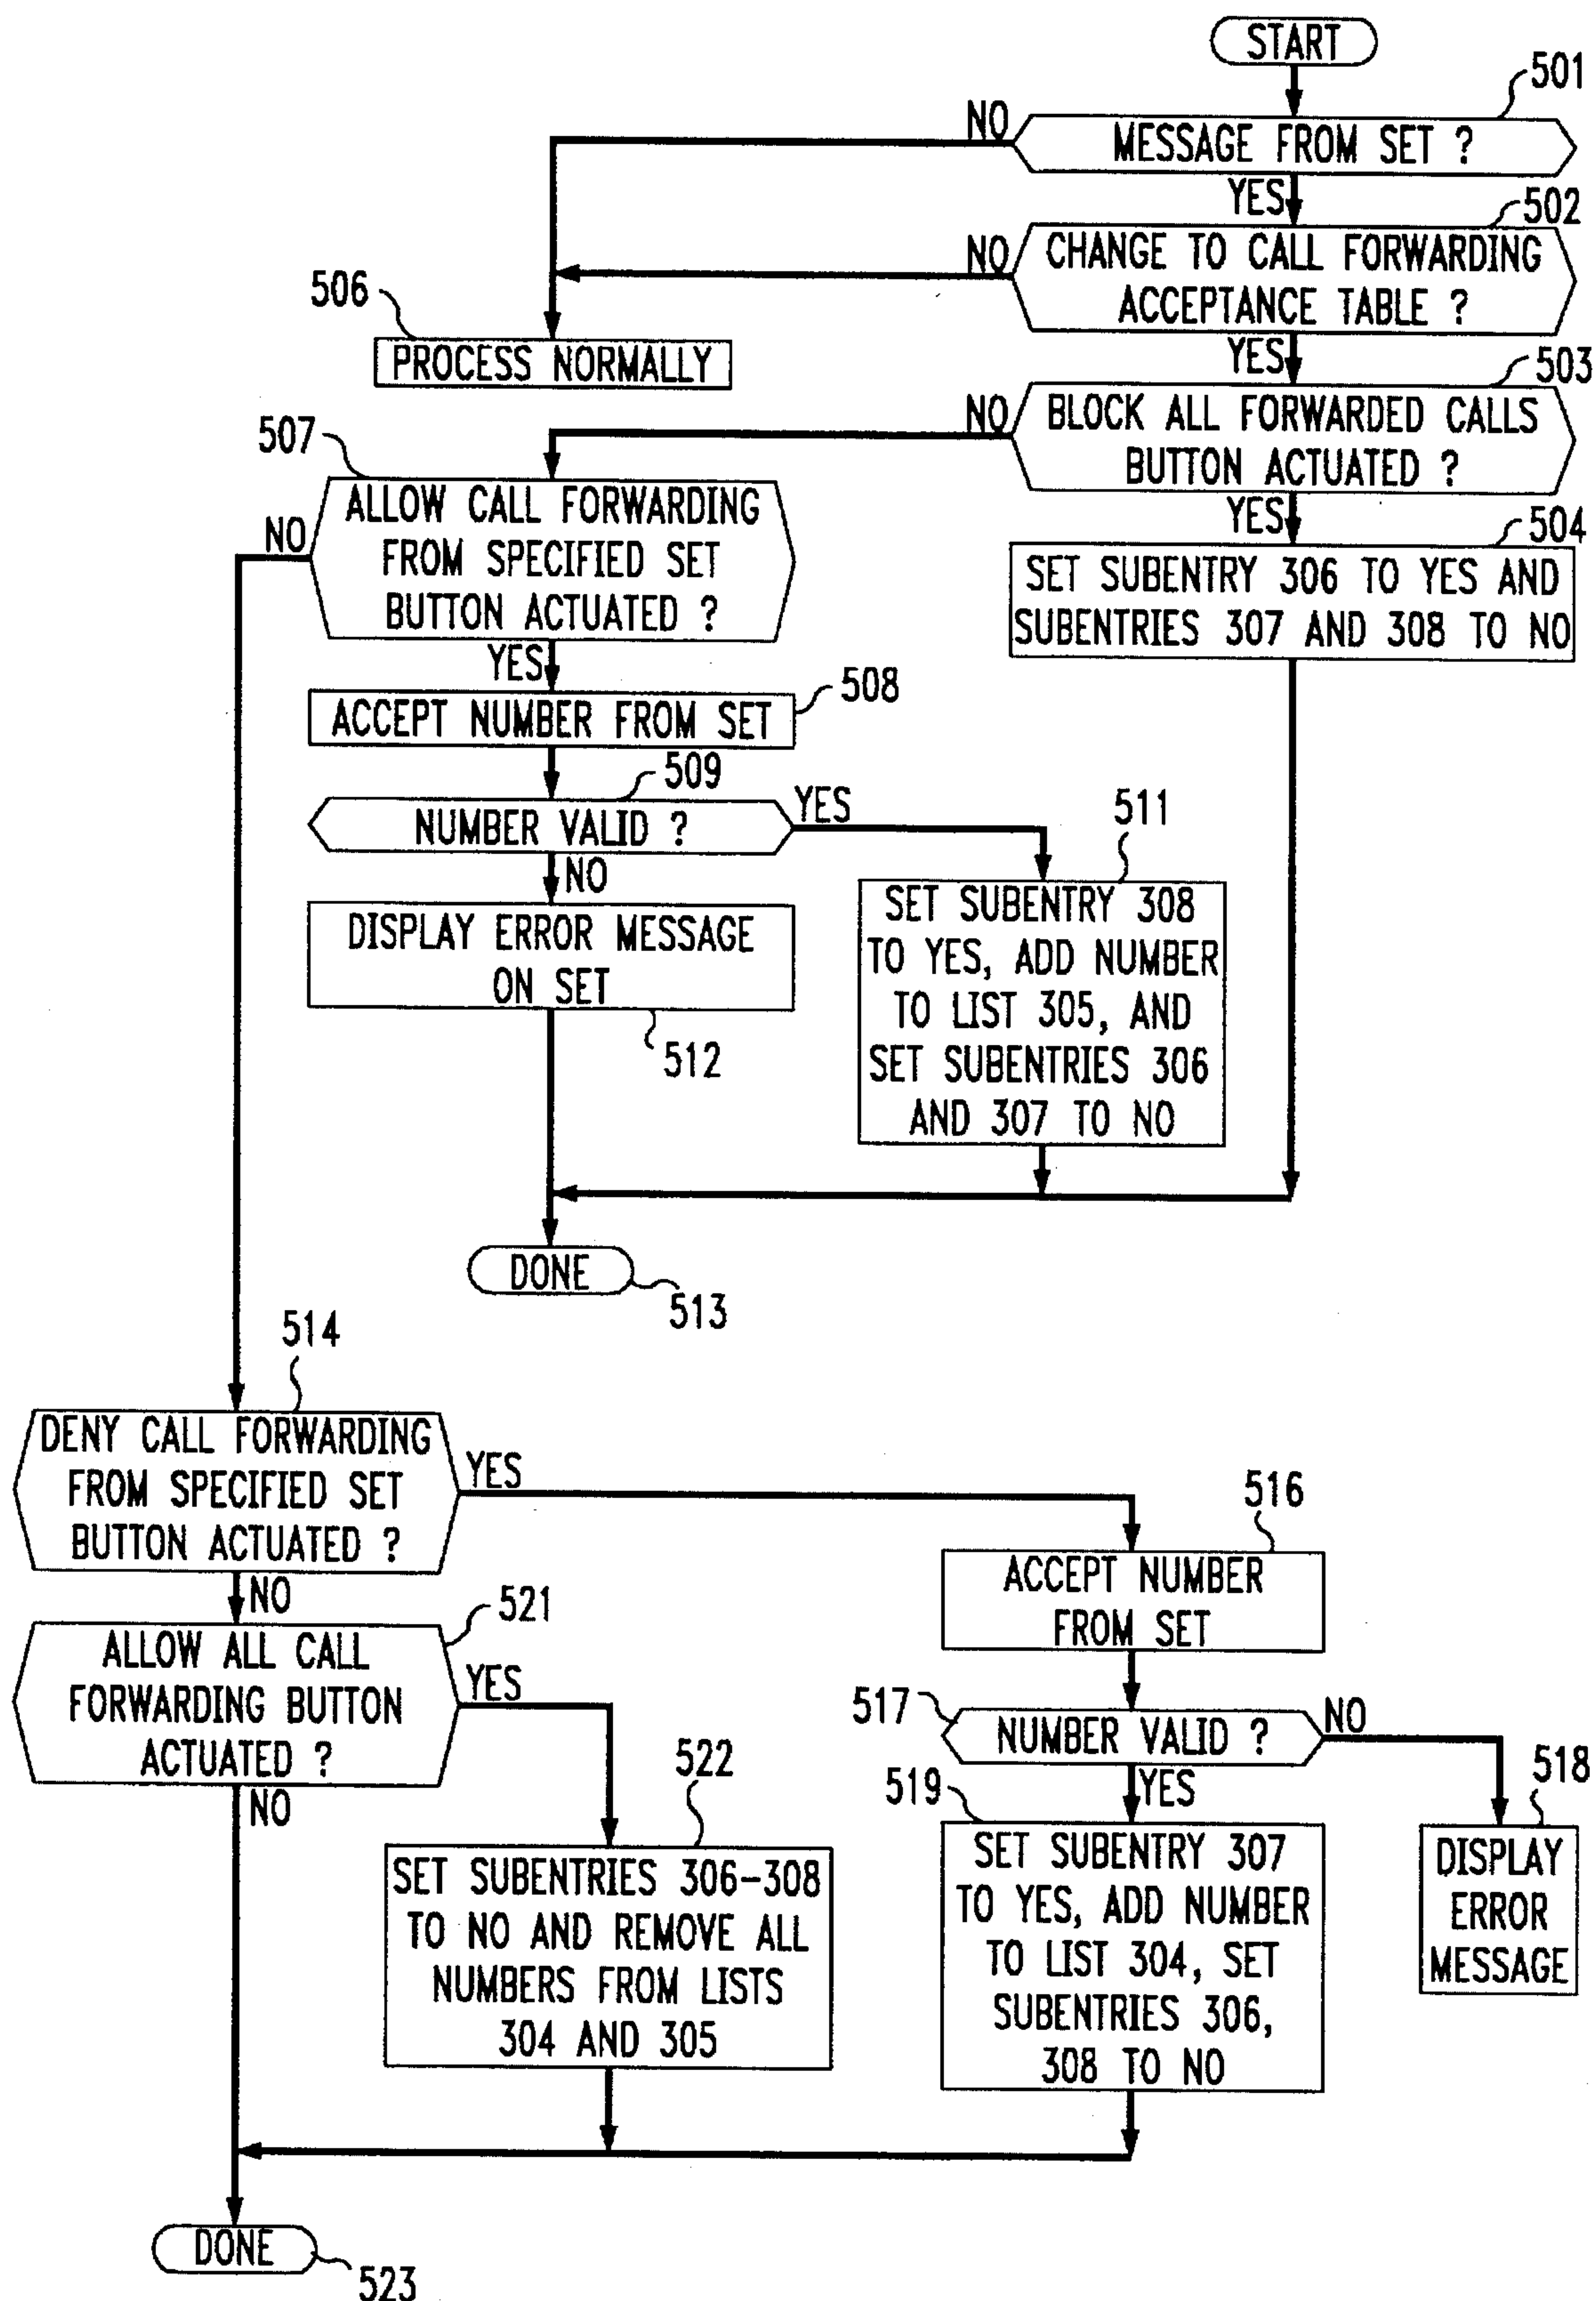 START
501
NO
MESSAGE FROM SET ?
YES
502
NO
CHANGE TO CALL FORWARDING
ACCEPTANCE TABLE ?
506
PROCESS NORMALLY
YES
503
NO
BLOCK ALL FORWARDED CALLS
BUTTON ACTUATED ?
507
ALLOW CALL FORWARDING
FROM SPECIFIED SET
BUTTON ACTUATED ?
NO
YES
504
SET SUBENTRY 306 TO YES AND
SUBENTRIES 307 AND 308 TO NO
YES
508
ACCEPT NUMBER FROM SET
509
NUMBER VALID ?
YES
511
NO
SET SUBENTRY 308
TO YES, ADD NUMBER
TO LIST 305, AND
SET SUBENTRIES 306
AND 307 TO NO
DISPLAY ERROR MESSAGE
ON SET
512
DONE
513
514
DENY CALL FORWARDING
FROM SPECIFIED SET
BUTTON ACTUATED ?
YES
516
ACCEPT NUMBER
FROM SET
NO
521
ALLOW ALL CALL
FORWARDING BUTTON
ACTUATED ?
YES
517
NUMBER VALID ?
NO
NO
522
519
YES
518
SET SUBENTRIES 306-308
TO NO AND REMOVE ALL
NUMBERS FROM LISTS
304 AND 305
SET SUBENTRY 307
TO YES, ADD NUMBER
TO LIST 304, SET
SUBENTRIES 306,
308 TO NO
DISPLAY
ERROR
MESSAGE
DONE
523